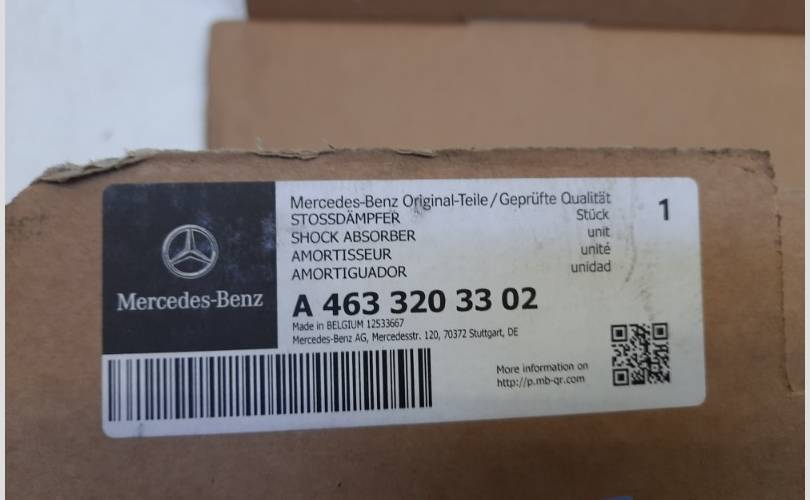 Mercedes-Benz Original-Teile/Geprüfte Qualität
STOSSDÄMPFER Stück 1
SHOCK ABSORBER unit
AMORTISSEUR unité
AMORTIGUADOR unidad
Mercedes-Benz
A 463 320 33 02
Made in BELGIUM 12533667
Mercedes-Benz AG, Mercedesstr. 120, 70372 Stuttgart, DE
More information on
http://p.mb-qr.com